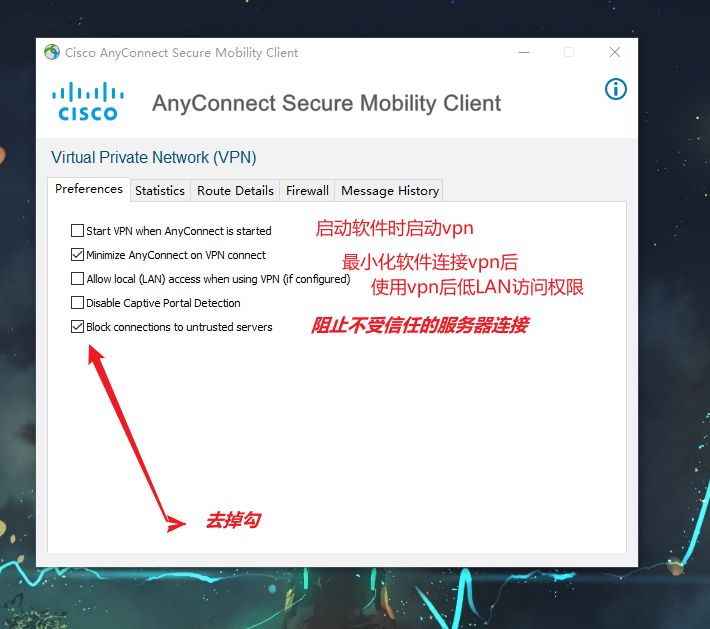 Cisco AnyConnect Secure Mobility Client
CISCO
AnyConnect Secure Mobility Client
Virtual Private Network (VPN)
Preferences Statistics Route Details Firewall Message History
Start VPN when AnyConnect is started 启动软件时启动vpn
Minimize AnyConnect on VPN connect 最小化软件连接vpn后
Allow local (LAN) access when using VPN (if configured) 使用vpn后低LAN访问权限
Disable Captive Portal Detection
Block connections to untrusted servers 阻止不受信任的服务器连接
去掉勾